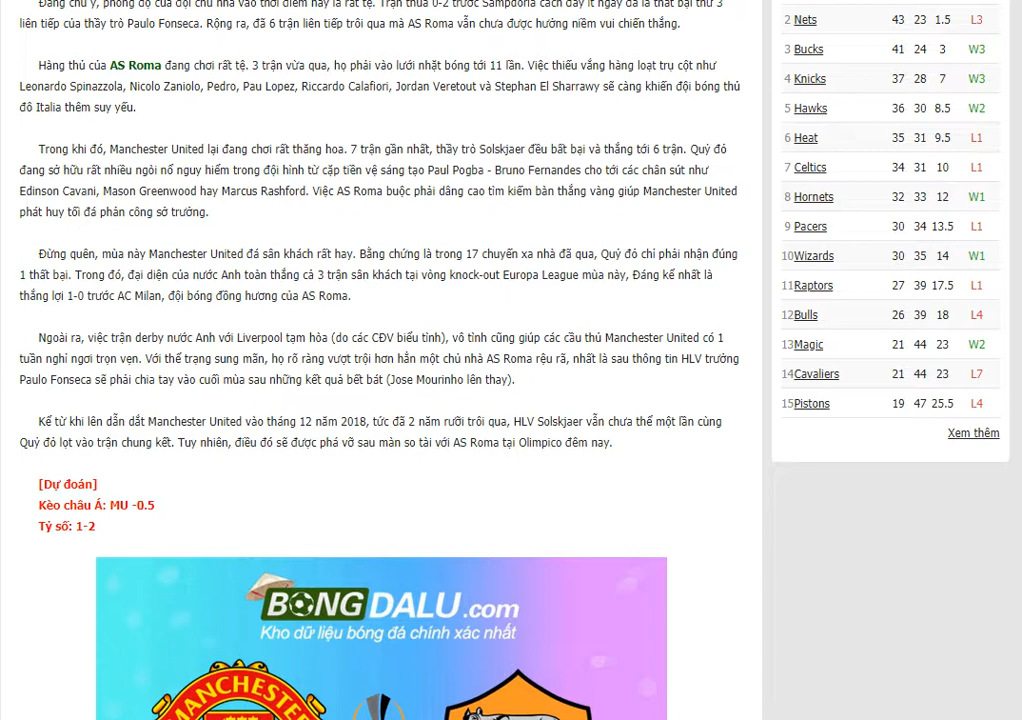 Đáng chú ý, phong độ của đội chủ nhà vào thời điểm này là rất tệ. Trận thua 0-2 trước Sampdoria cách đây ít ngày đã là thất bại thứ 3
liên tiếp của thầy trò Paulo Fonseca. Rộng ra, đã 6 trận liên tiếp trôi qua mà AS Roma vẫn chưa được hưởng niềm vui chiến thắng.
Hàng thủ của AS Roma đang chơi rất tệ. 3 trận vừa qua, họ phải vào lưới nhặt bóng tới 11 lần. Việc thiếu vắng hàng loạt trụ cột như
Leonardo Spinazzola, Nicolo Zaniolo, Pedro, Pau Lopez, Riccardo Calafiori, Jordan Veretout và Stephan El Sharrawy sẽ càng khiến đội bóng thủ
đô Italia thêm suy yếu.
Trong khi đó, Manchester United lại đang chơi rất thăng hoa. 7 trận gần nhất, thầy trò Solskjaer đều bất bại và thắng tới 6 trận. Quỷ đỏ
đang sở hữu rất nhiều ngòi nổ nguy hiểm trong đội hình từ cặp tiền vệ sáng tạo Paul Pogba - Bruno Fernandes cho tới các chân sút như
Edinson Cavani, Mason Greenwood hay Marcus Rashford. Việc AS Roma buộc phải dâng cao tìm kiếm bàn thắng vàng giúp Manchester United
phát huy tối đá phản công sở trường.
Đừng quên, mùa này Manchester United đá sân khách rất hay. Bằng chứng là trong 17 chuyến xa nhà đã qua, Quỷ đỏ chỉ phải nhận đúng
1 thất bại. Trong đó, đại diện của nước Anh toàn thắng cả 3 trận sân khách tại vòng knock-out Europa League mùa này, Đáng kể nhất là
thắng lợi 1-0 trước AC Milan, đội bóng đồng hương của AS Roma.
Ngoài ra, việc trận derby nước Anh với Liverpool tạm hòa (do các CĐV biểu tình), vô tình cũng giúp các cầu thủ Manchester United có 1
tuần nghỉ ngơi trọn vẹn. Với thể trạng sung mãn, họ rõ ràng vượt trội hơn hẳn một chủ nhà AS Roma rệu rã, nhất là sau thông tin HLV trưởng
Paulo Fonseca sẽ phải chia tay vào cuối mùa sau những kết quả bết bát (Jose Mourinho lên thay).
Kể từ khi lên dẫn dắt Manchester United vào tháng 12 năm 2018, tức đã 2 năm rưỡi trôi qua, HLV Solskjaer vẫn chưa thể một lần cùng
Quỷ đỏ lọt vào trận chung kết. Tuy nhiên, điều đó sẽ được phá vỡ sau màn so tài với AS Roma tại Olimpico đêm nay.
[Dự đoán]
Kèo châu Á: MU -0.5
Tỷ số: 1-2
BONGDALU.com
Kho dữ liệu bóng đá chính xác nhất
MANCHESTER
2 Nets 43 23 1.5 L3
3 Bucks 41 24 3 W3
4 Knicks 37 28 7 W3
5 Hawks 36 30 8.5 W2
6 Heat 35 31 9.5 L1
7 Celtics 34 31 10 L1
8 Hornets 32 33 12 W1
9 Pacers 30 34 13.5 L1
10 Wizards 30 35 14 W1
11 Raptors 27 39 17.5 L1
12 Bulls 26 39 18 L4
13 Magic 21 44 23 W2
14 Cavaliers 21 44 23 L7
15 Pistons 19 47 25.5 L4
Xem thêm